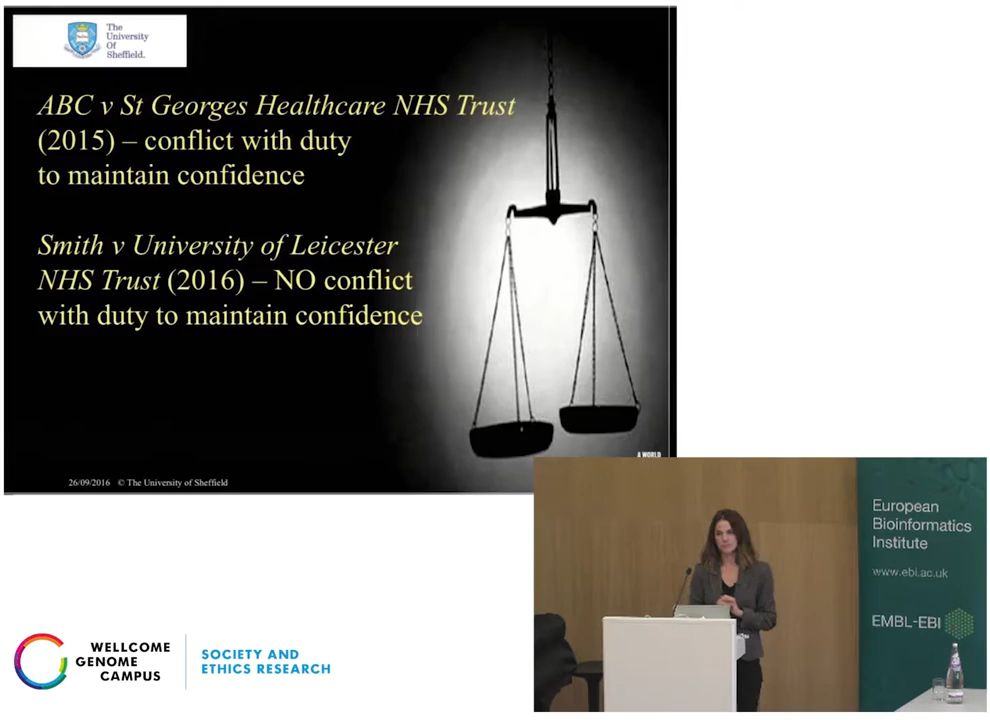 The
University
Of
Sheffield.
ABC v St Georges Healthcare NHS Trust
(2015) – conflict with duty
to maintain confidence
Smith v University of Leicester
NHS Trust (2016) – NO conflict
with duty to maintain confidence
A WORLD
26/09/2016 © The University of Sheffield
European
Bioinformatics
Institute
www.ebi.ac.uk
EMBL-EBI
WELLCOME
GENOME
CAMPUS
SOCIETY AND
ETHICS RESEARCH